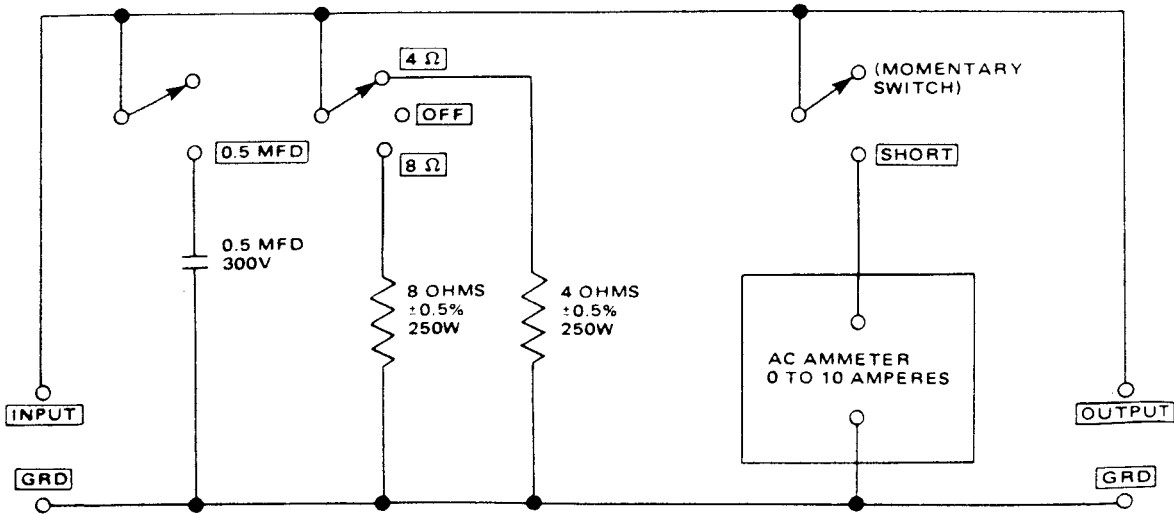 4 Ω
(MOMENTARY
SWITCH)
OFF
0.5 MFD
8 Ω
SHORT
0.5 MFD
300V
8 OHMS
±0.5%
250W
4 OHMS
±0.5%
250W
AC AMMETER
0 TO 10 AMPERES
INPUT
OUTPUT
GRD
GRD